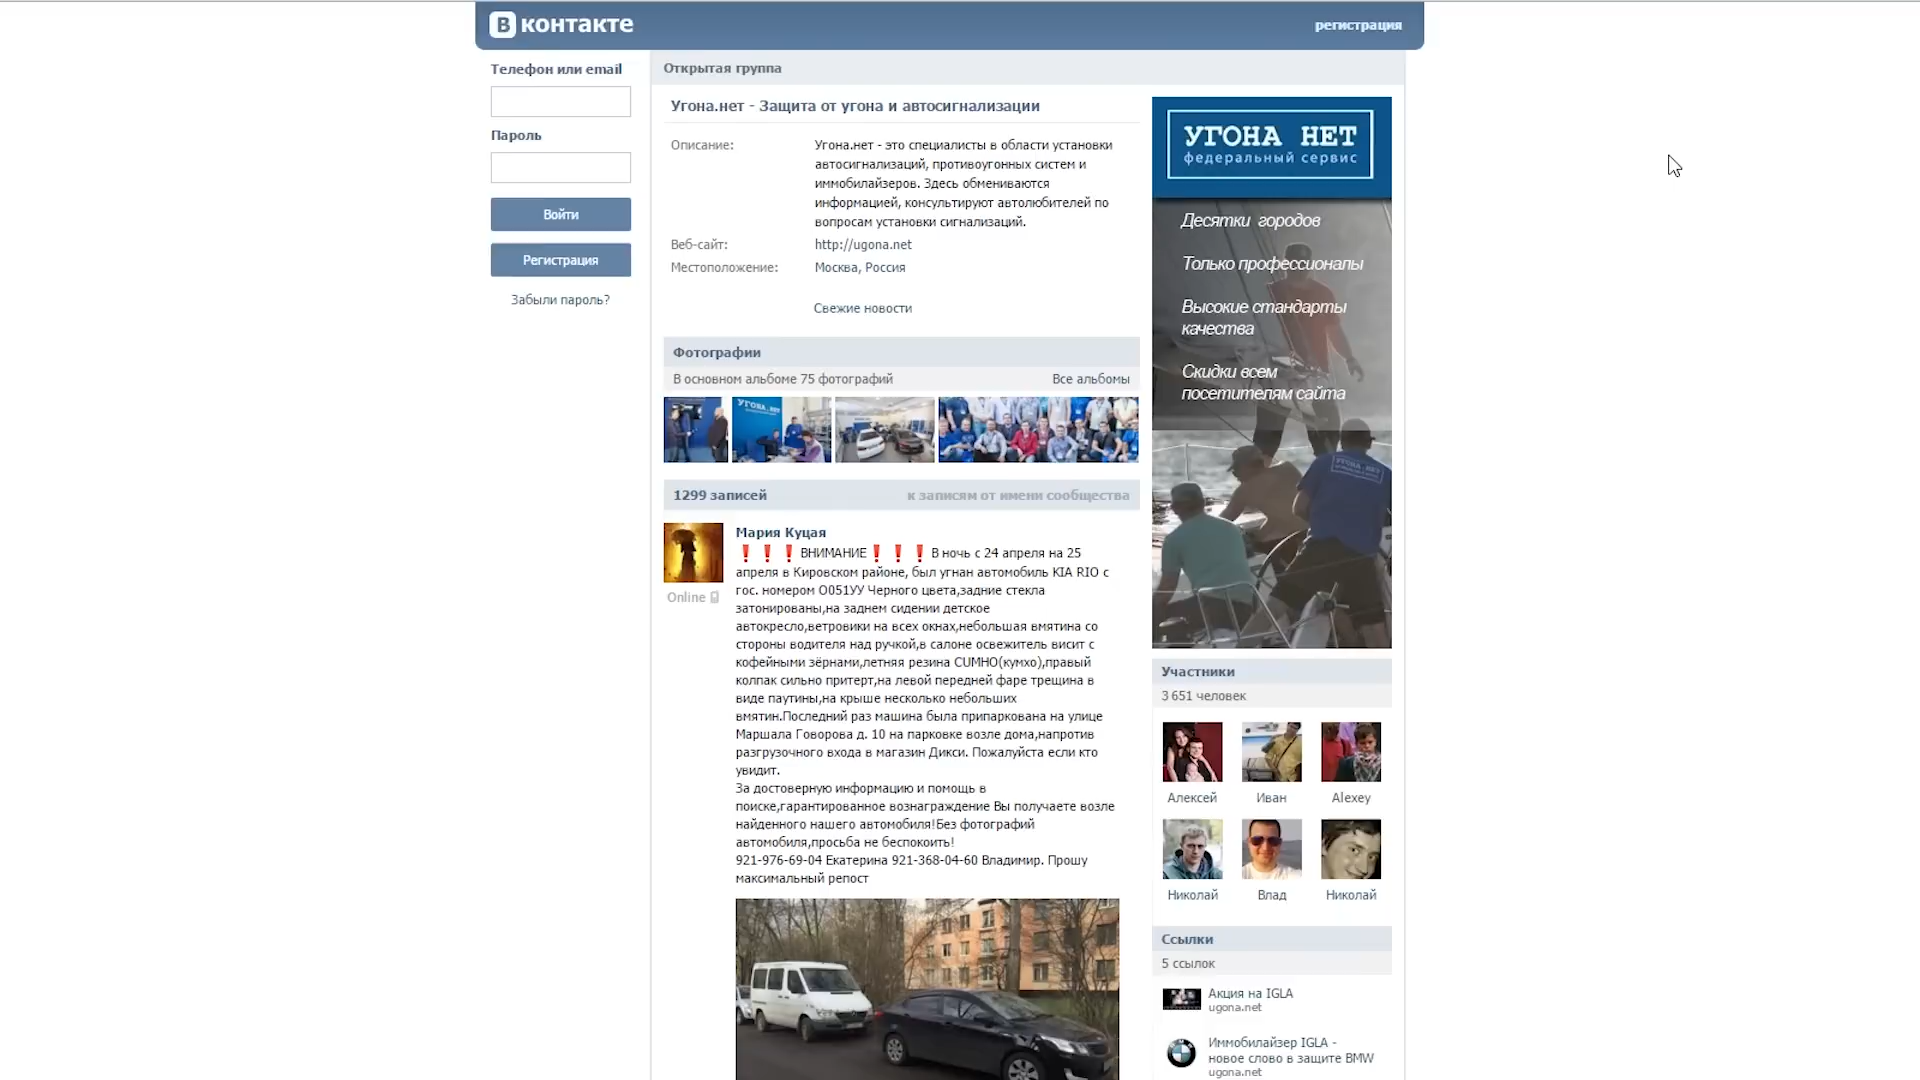 В контакте
регистрация
Телефон или email
Пароль
Войти
Регистрация
Забыли пароль?
Открытая группа
Угона.нет - Защита от угона и автосигнализации
Описание:
Угона.нет - это специалисты в области установки
автосигнализаций, противоугонных систем и
иммобилайзеров. Здесь обмениваются
информацией, консультируют автолюбителей по
вопросам установки сигнализаций.
Веб-сайт:
http://ugona.net
Местоположение:
Москва, Россия
Свежие новости
Фотографии
В основном альбоме 75 фотографий
Все альбомы
УГОНА.НЕТ
1299 записей
к записям от имени сообщества
Мария Куцая
Online
❗❗❗ВНИМАНИЕ❗❗❗В ночь с 24 апреля на 25
апреля в Кировском районе, был угнан автомобиль KIA RIO с
гос. номером О051УУ Черного цвета,задние стекла
затонированы,на заднем сидении детское
автокресло,ветровики на всех окнах,небольшая вмятина со
стороны водителя над ручкой,в салоне освежитель висит с
кофейными зёрнами,летняя резина CUMHO(кумхо),правый
колпак сильно притерт,на левой передней фаре трещина в
виде паутины,на крыше несколько небольших
вмятин.Последний раз машина была припаркована на улице
Маршала Говорова д. 10 на парковке возле дома,напротив
разгрузочного входа в магазин Дикси. Пожалуйста если кто
увидит.
За достоверную информацию и помощь в
поиске,гарантированное вознаграждение Вы получаете возле
найденного нашего автомобиля!Без фотографий
автомобиля,просьба не беспокоить!
921-976-69-04 Екатерина 921-368-04-60 Владимир. Прошу
максимальный репост
УГОНА НЕТ
федеральный сервис
Десятки городов
Только профессионалы
Высокие стандарты
качества
Скидки всем
посетителям сайта
УГОНА НЕТ
Участники
3 651 человек
Алексей
Иван
Alexey
Николай
Влад
Николай
Ссылки
5 ссылок
Акция на IGLA
ugona.net
Иммобилайзер IGLA -
новое слово в защите BMW
ugona.net